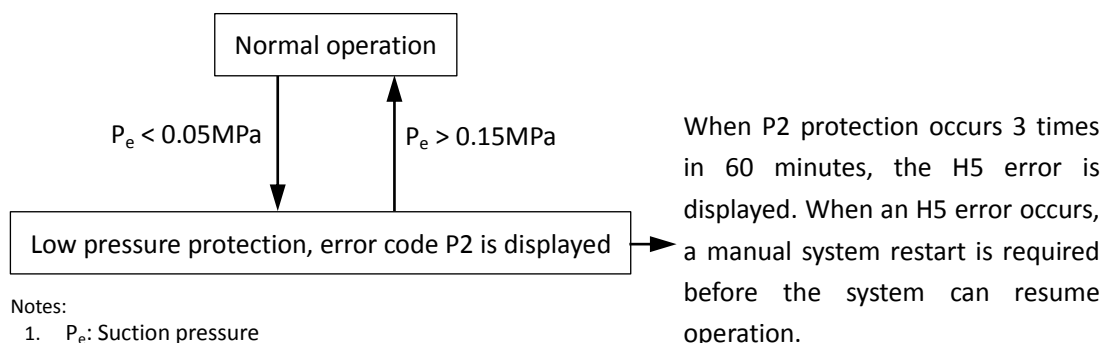 Normal operation
Pₑ < 0.05MPa
Pₑ > 0.15MPa
Low pressure protection, error code P2 is displayed
When P2 protection occurs 3 times
in 60 minutes, the H5 error is
displayed. When an H5 error occurs,
a manual system restart is required
before the system can resume
operation.
Notes:
1. Pₑ: Suction pressure